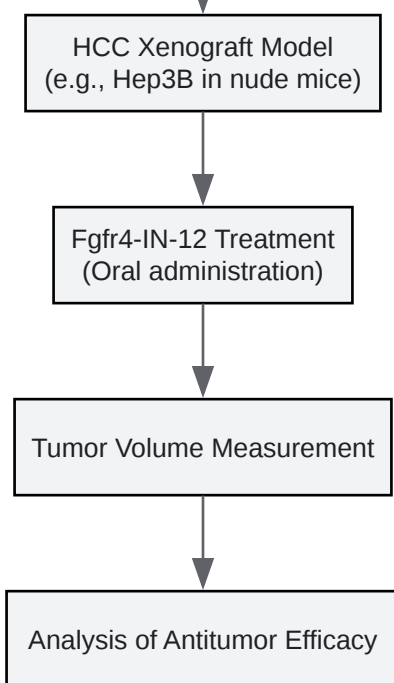 HCC Xenograft Model
(e.g., Hep3B in nude mice)
Fgfr4-IN-12 Treatment
(Oral administration)
Tumor Volume Measurement
Analysis of Antitumor Efficacy